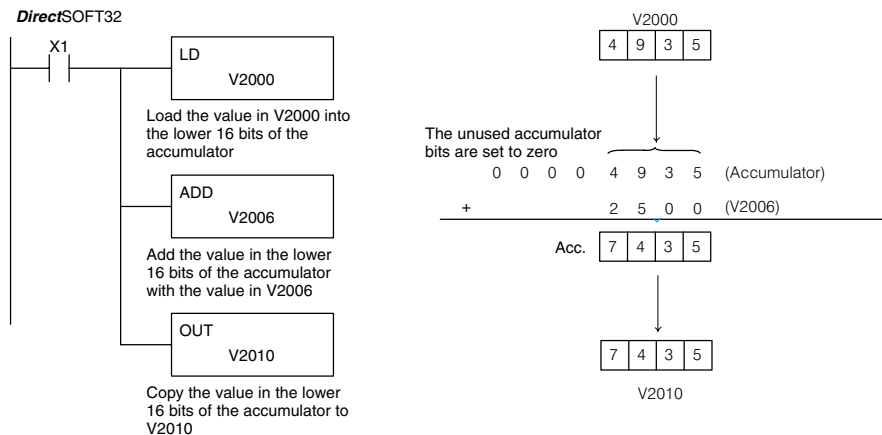 DirectSOFT32
X1
LD
V2000
Load the value in V2000 into
the lower 16 bits of the
accumulator
ADD
V2006
Add the value in the lower
16 bits of the accumulator
with the value in V2006
OUT
V2010
Copy the value in the lower
16 bits of the accumulator to
V2010
V2000
4 9 3 5
The unused accumulator
bits are set to zero
0 0 0 0 4 9 3 5 (Accumulator)
+ 2 5 0 0 (V2006)
Acc. 7 4 3 5
7 4 3 5
V2010